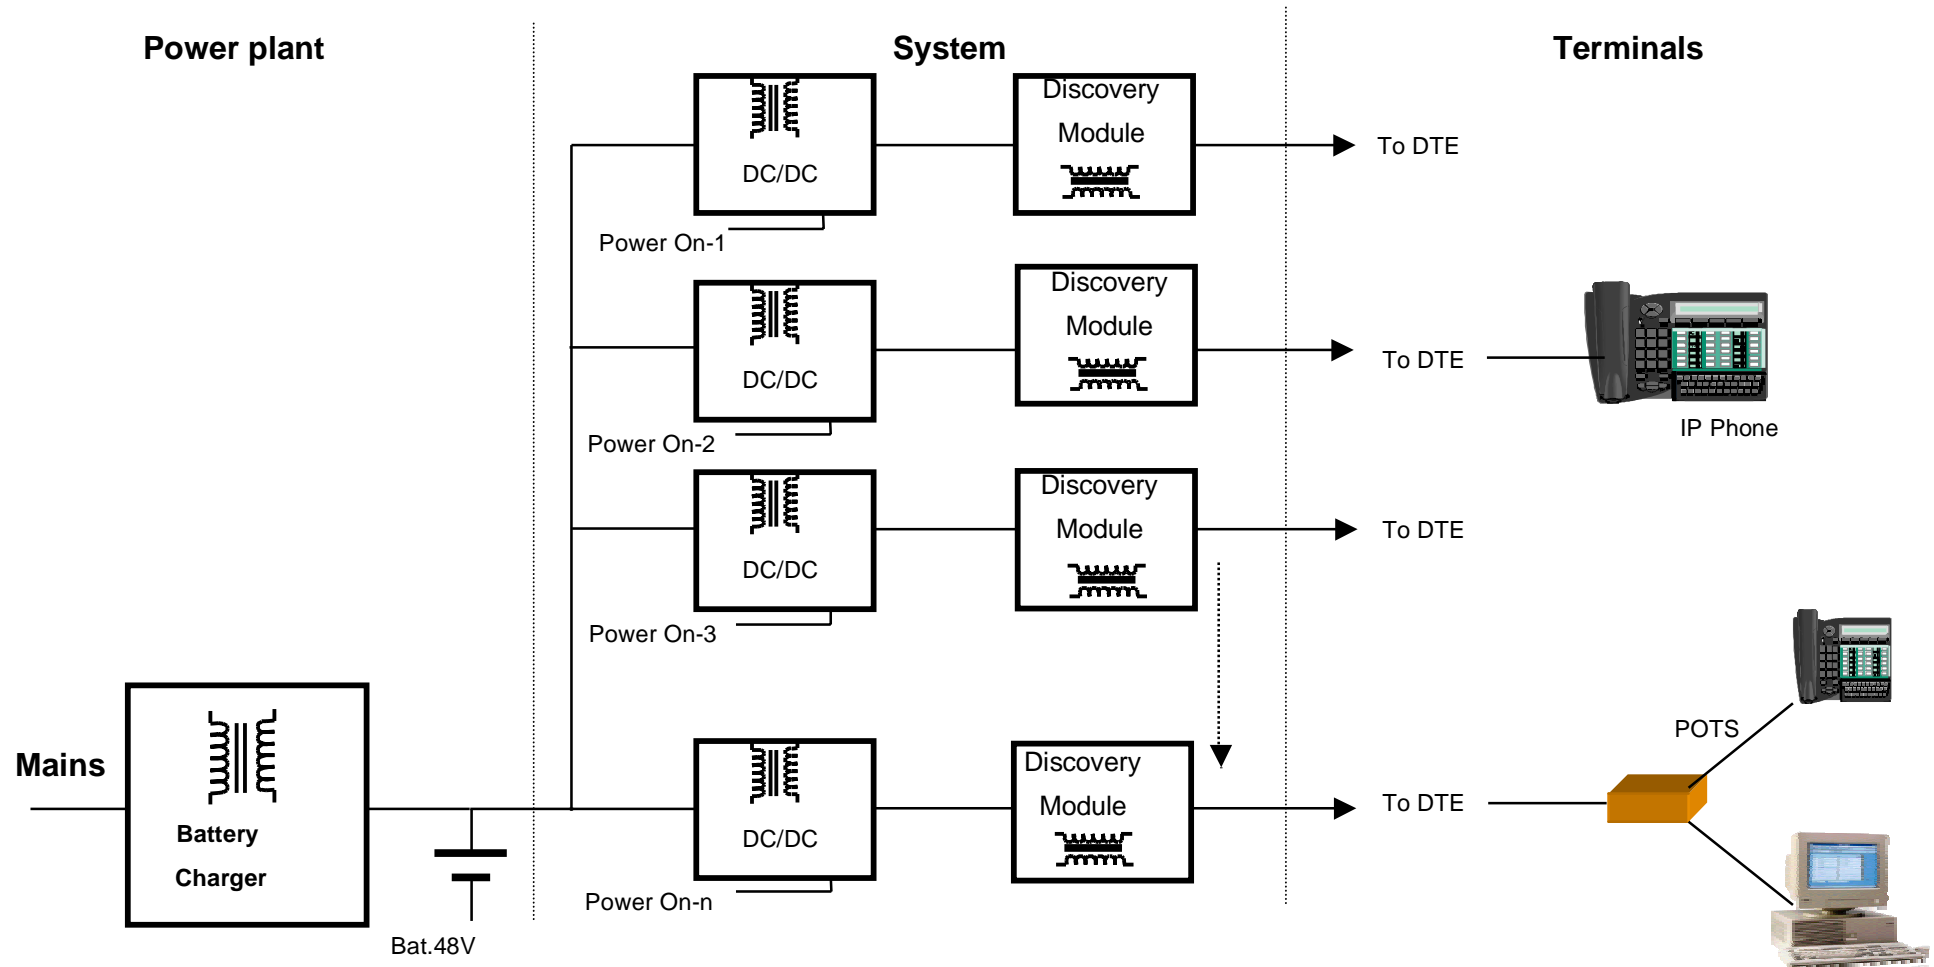 Power plant
System
Terminals
Discovery
Module
DC/DC
To DTE
Power On-1
Discovery
Module
DC/DC
To DTE
Power On-2
IP Phone
Discovery
Module
DC/DC
To DTE
Power On-3
POTS
Mains
Battery
Charger
Bat.48V
Discovery
Module
DC/DC
To DTE
Power On-n